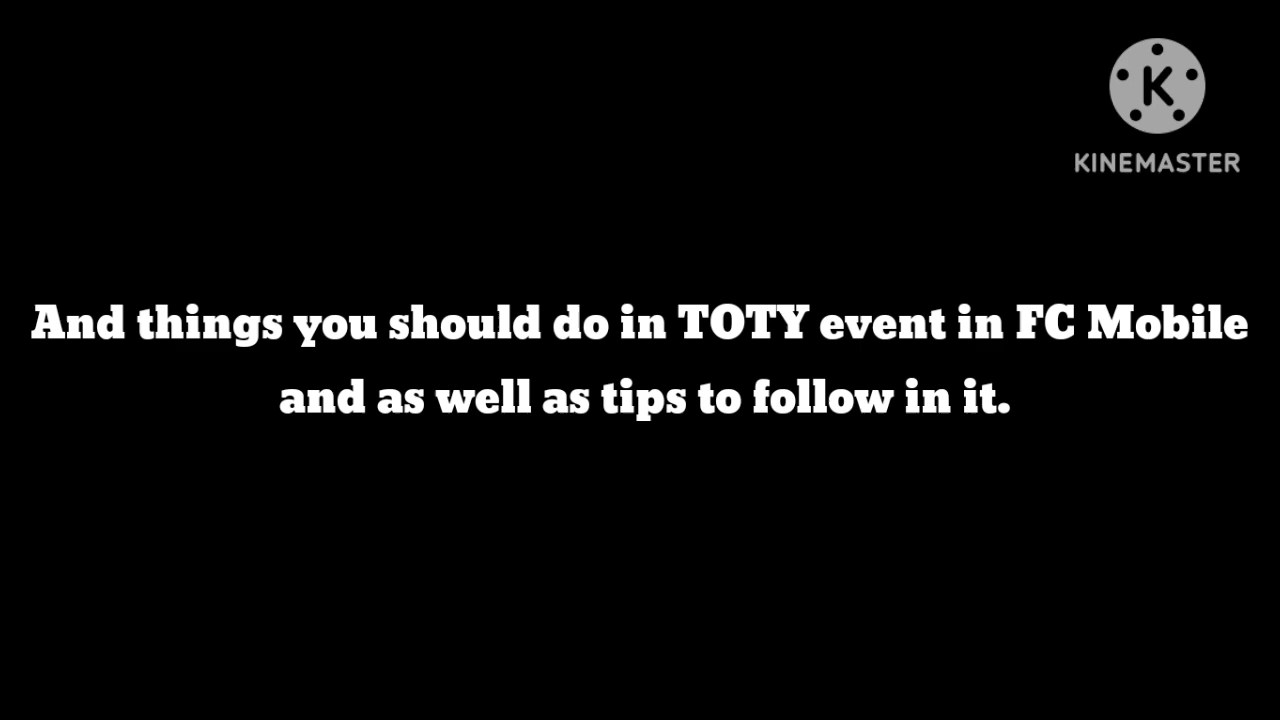 K
KINEMASTER
And things you should do in TOTY event in FC Mobile
and as well as tips to follow in it.